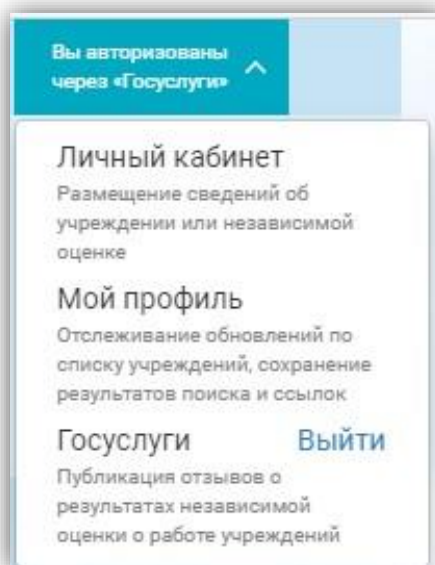 Вы авторизованы
через «Госуслуги»
Личный кабинет
Размещение сведений об
учреждении или независимой
оценке
Мой профиль
Отслеживание обновлений по
списку учреждений, сохранение
результатов поиска и ссылок
Госуслуги Выйти
Публикация отзывов о
результатах независимой
оценки о работе учреждений